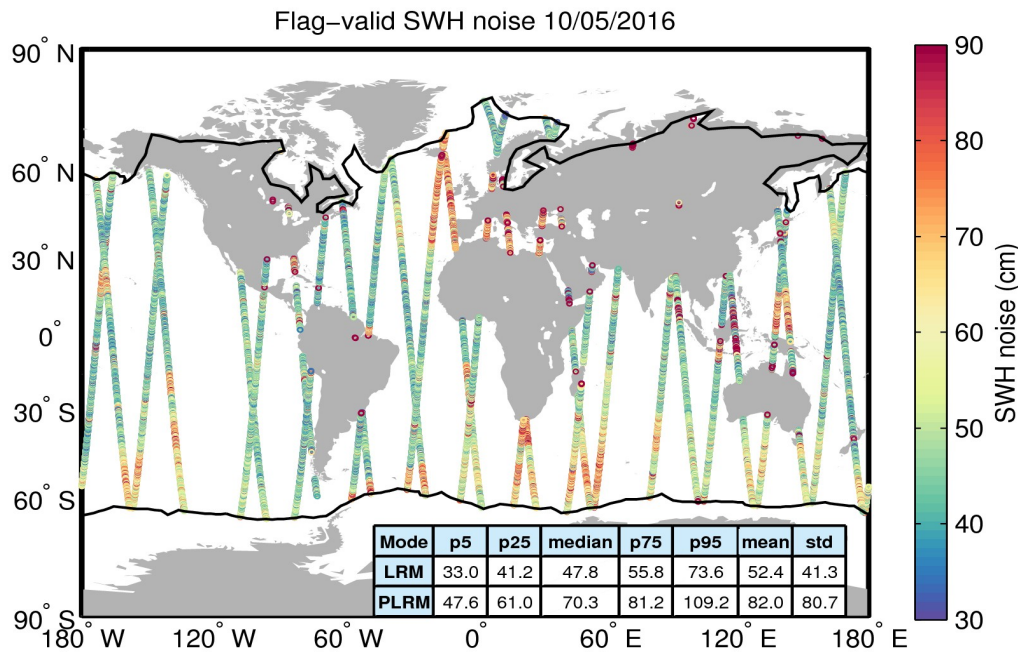 Flag−valid SWH noise 10/05/2016
90° N
60° N
30° N
0°
30° S
60° S
90° S
180° W
120° W
60° W
0°
60° E
120° E
180° E
90
80
70
60
50
40
30
SWH noise (cm)
Mode p5 p25 median p75 p95 mean std
LRM 33.0 41.2 47.8 55.8 73.6 52.4 41.3
PLRM 47.6 61.0 70.3 81.2 109.2 82.0 80.7